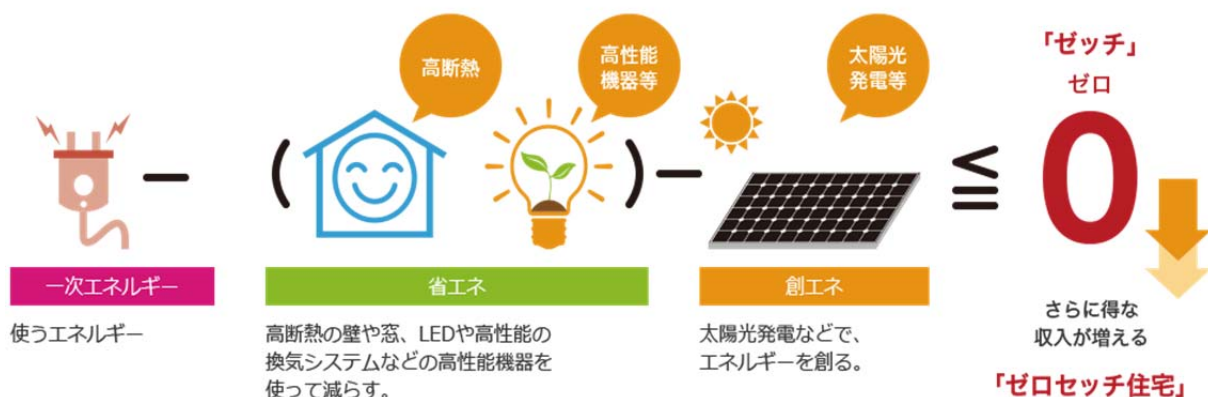 高断熱
高性能
機器等
太陽光
発電等
「ゼッチ」
ゼロ
－
（
）
－
≦
0
一次エネルギー
省エネ
創エネ
使うエネルギー
高断熱の壁や窓、LEDや高性能の
換気システムなどの高性能機器を
使って減らす。
太陽光発電などで、
エネルギーを創る。
さらに得な
収入が増える
「ゼロセッチ住宅」